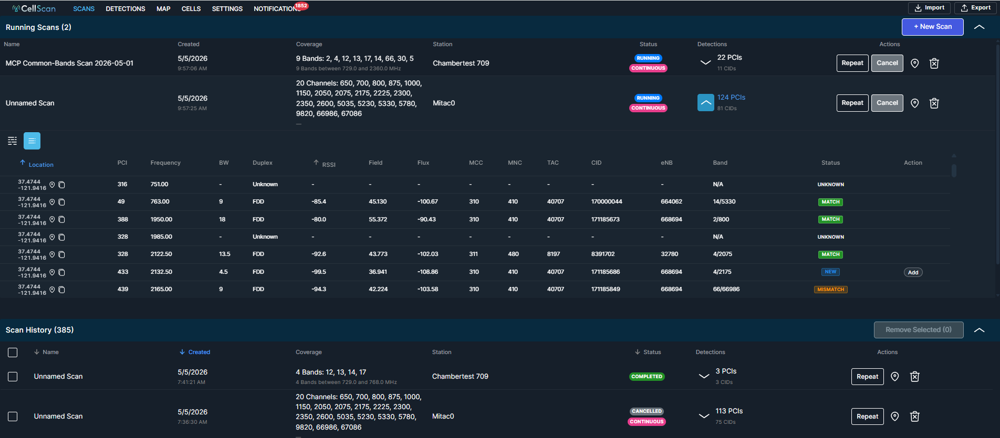 CellScan SCANS DETECTIONS MAP CELLS SETTINGS NOTIFICATIONS 1852 Import Export
Running Scans (2) + New Scan
Name Created Coverage Station Status Detections Actions
MCP Common-Bands Scan 2026-05-01
5/5/2026
9:57:06 AM
9 Bands: 2, 4, 12, 13, 17, 14, 66, 30, 5
9 Bands between 729.0 and 2360.0 MHz
Chambertest 709
RUNNING
CONTINUOUS
22 PCIs
11 CIDs
Repeat Cancel
Unnamed Scan
5/5/2026
9:57:25 AM
20 Channels: 650, 700, 800, 875, 1000,
1150, 2050, 2075, 2175, 2225, 2300,
2350, 2600, 5035, 5230, 5330, 5780,
9820, 66986, 67086
—
Mitac0
RUNNING
CONTINUOUS
124 PCIs
81 CIDs
Repeat Cancel
Location PCI Frequency BW Duplex RSSI Field Flux MCC MNC TAC CID eNB Band Status Action
37.4744
-121.9416
316 751.00 - Unknown - - - - - - - - N/A UNKNOWN
37.4744
-121.9416
49 763.00 9 FDD -85.4 45.130 -100.67 310 410 40707 170000044 664062 14/5330 MATCH
37.4744
-121.9416
388 1950.00 18 FDD -80.0 55.372 -90.43 310 410 40707 171185673 668694 2/800 MATCH
37.4744
-121.9416
328 1985.00 - Unknown - - - - - - - - N/A UNKNOWN
37.4744
-121.9416
328 2122.50 13.5 FDD -92.6 43.773 -102.03 311 480 8197 8391702 32780 4/2075 MATCH
37.4744
-121.9416
433 2132.50 4.5 FDD -99.5 36.941 -108.86 310 410 40707 171185686 668694 4/2175 NEW Add
37.4744
-121.9416
439 2165.00 9 FDD -94.3 42.224 -103.58 310 410 40707 171185849 668694 66/66986 MISMATCH
Scan History (385) Remove Selected (0)
Name Created Coverage Station Status Detections Actions
Unnamed Scan
5/5/2026
7:41:21 AM
4 Bands: 12, 13, 14, 17
4 Bands between 729.0 and 768.0 MHz
Chambertest 709
COMPLETED
3 PCIs
3 CIDs
Repeat
Unnamed Scan
5/5/2026
7:36:30 AM
20 Channels: 650, 700, 800, 875, 1000,
1150, 2050, 2075, 2175, 2225, 2300,
2350, 2600, 5035, 5230, 5330, 5780,
9820, 66986, 67086
—
Mitac0
CANCELLED
CONTINUOUS
113 PCIs
75 CIDs
Repeat